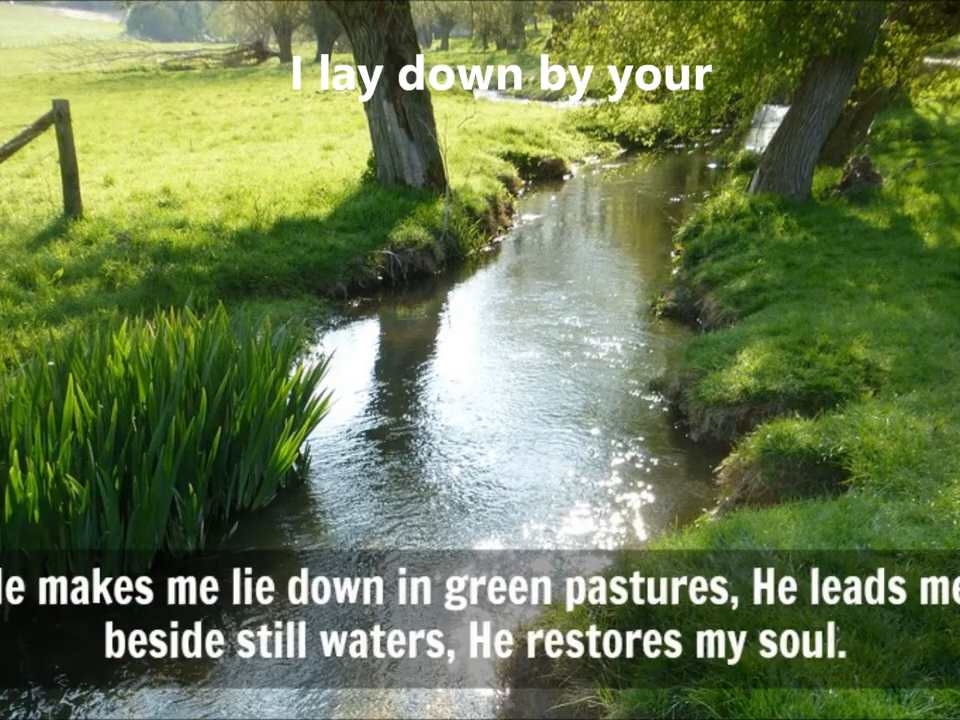 I lay down by your
He makes me lie down in green pastures, He leads me
beside still waters, He restores my soul.